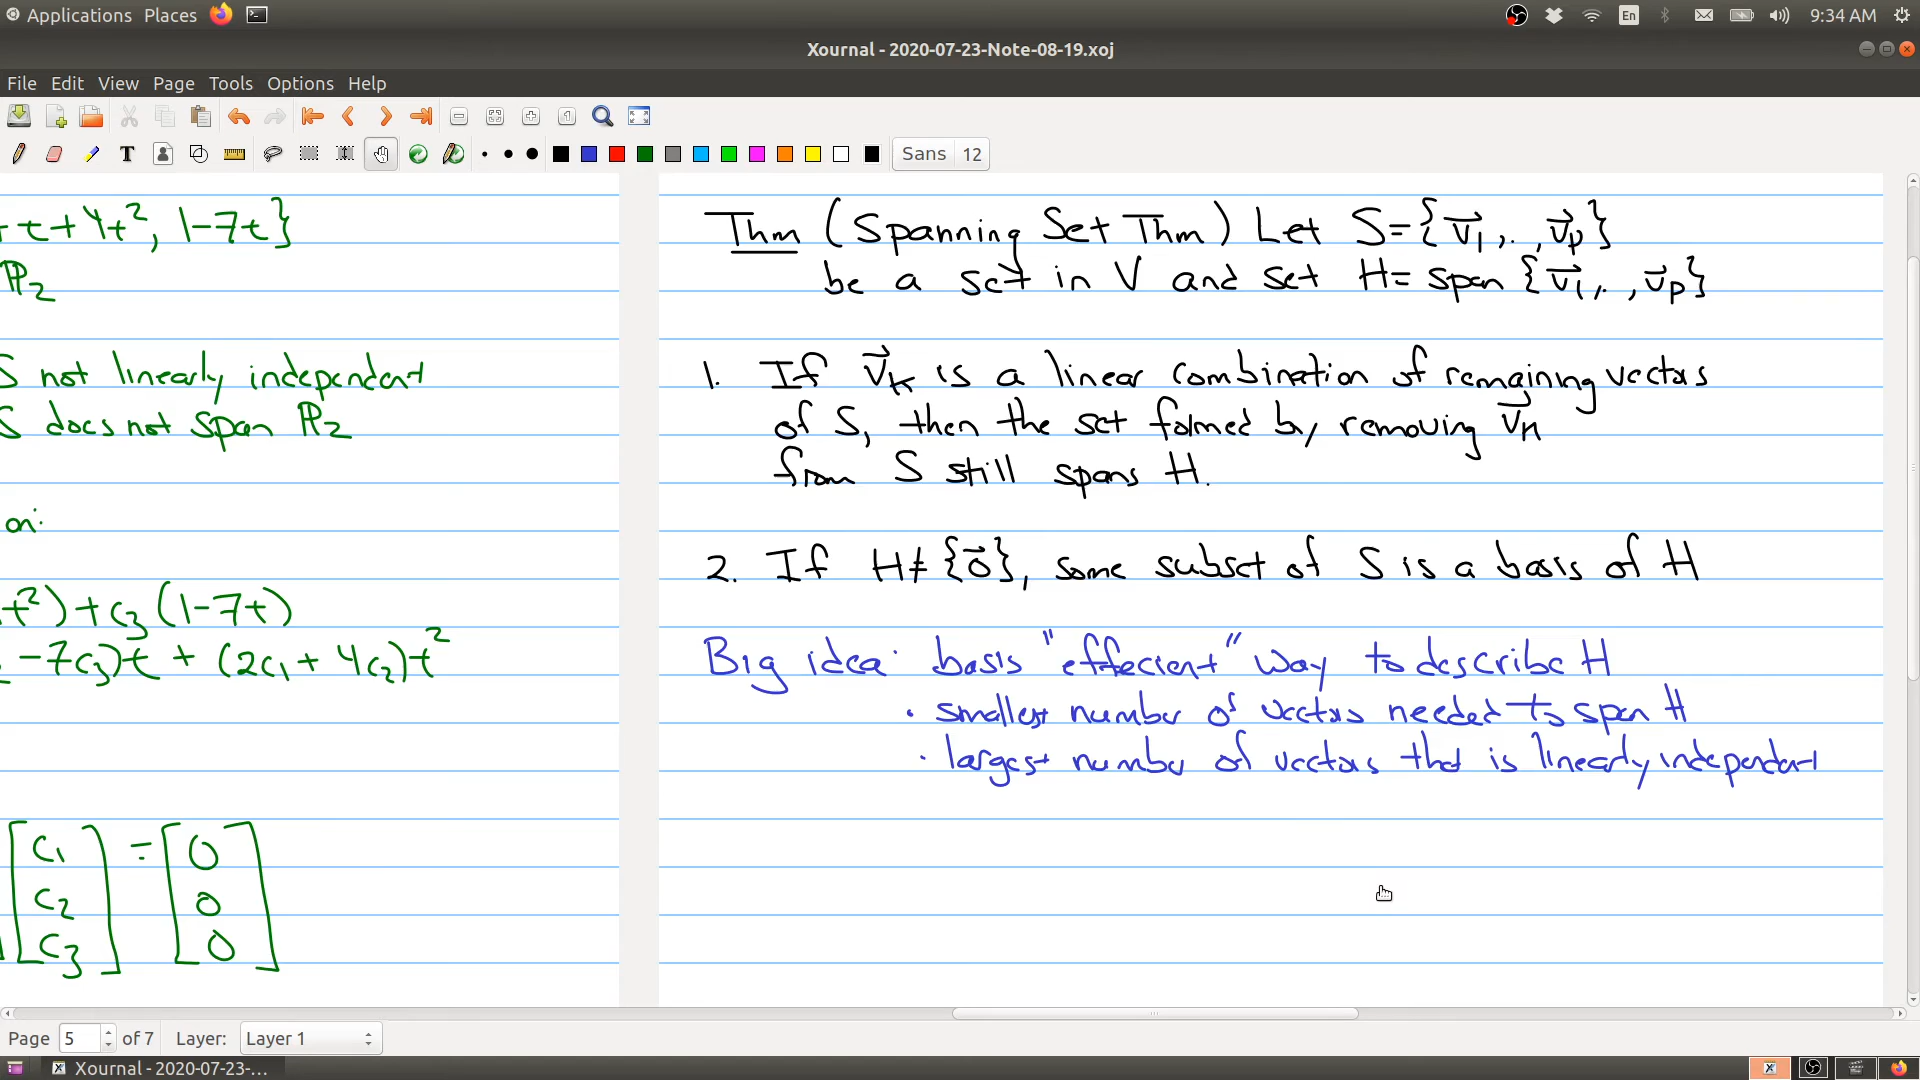 Applications Places En 9:34 AM
Xournal - 2020-07-23-Note-08-19.xoj
File Edit View Page Tools Options Help
Sans 12
t + 4t², 1-7t}
ℙ₂
S not linearly independent
S does not span ℙ₂
on:
t²) + c₃ (1-7t)
-7c₃)t + (2c₁ + 4c₂)t²
[c₁ c₂ c₃] = [0 0 0]
Thm (Spanning Set Thm) Let S = {v⃗₁, .., v⃗p}
be a set in V and set H = span {v⃗₁, .., v⃗p}
1. If v⃗k is a linear combination of remaining vectors
of S, then the set formed by removing v⃗k
from S still spans H.
2. If H ≠ {0⃗}, some subset of S is a basis of H
Big idea: basis "effecient" way to describe H
• smallest number of vectors needed to span H
• largest number of vectors that is linearly independent
Page 5 of 7 Layer: Layer 1
Xournal - 2020-07-23-...